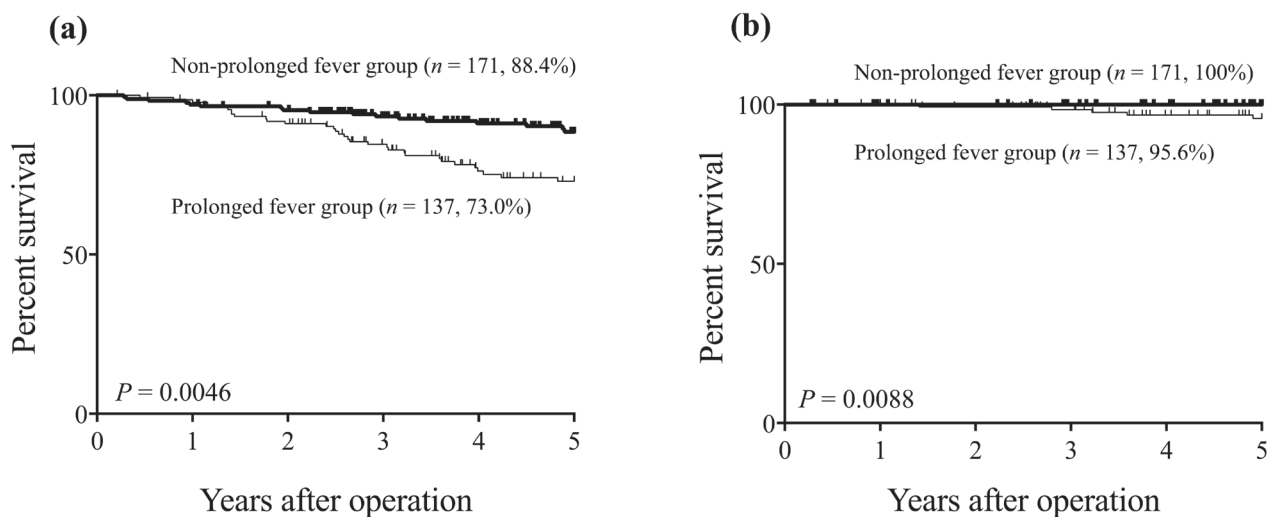 (a)
Non-prolonged fever group (n = 171, 88.4%)
100
50
0
Percent survival
Prolonged fever group (n = 137, 73.0%)
P = 0.0046
0 1 2 3 4 5
Years after operation
(b)
Non-prolonged fever group (n = 171, 100%)
100
50
0
Percent survival
Prolonged fever group (n = 137, 95.6%)
P = 0.0088
0 1 2 3 4 5
Years after operation